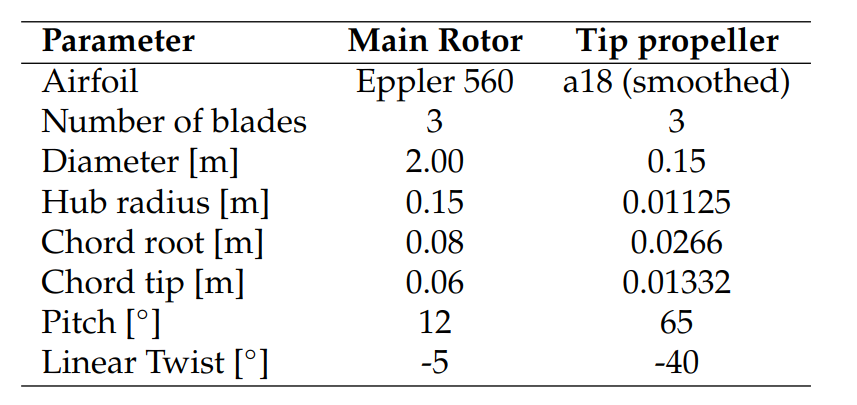 Parameter Main Rotor Tip propeller
Airfoil Eppler 560 a18 (smoothed)
Number of blades 3 3
Diameter [m] 2.00 0.15
Hub radius [m] 0.15 0.01125
Chord root [m] 0.08 0.0266
Chord tip [m] 0.06 0.01332
Pitch [°] 12 65
Linear Twist [°] -5 -40